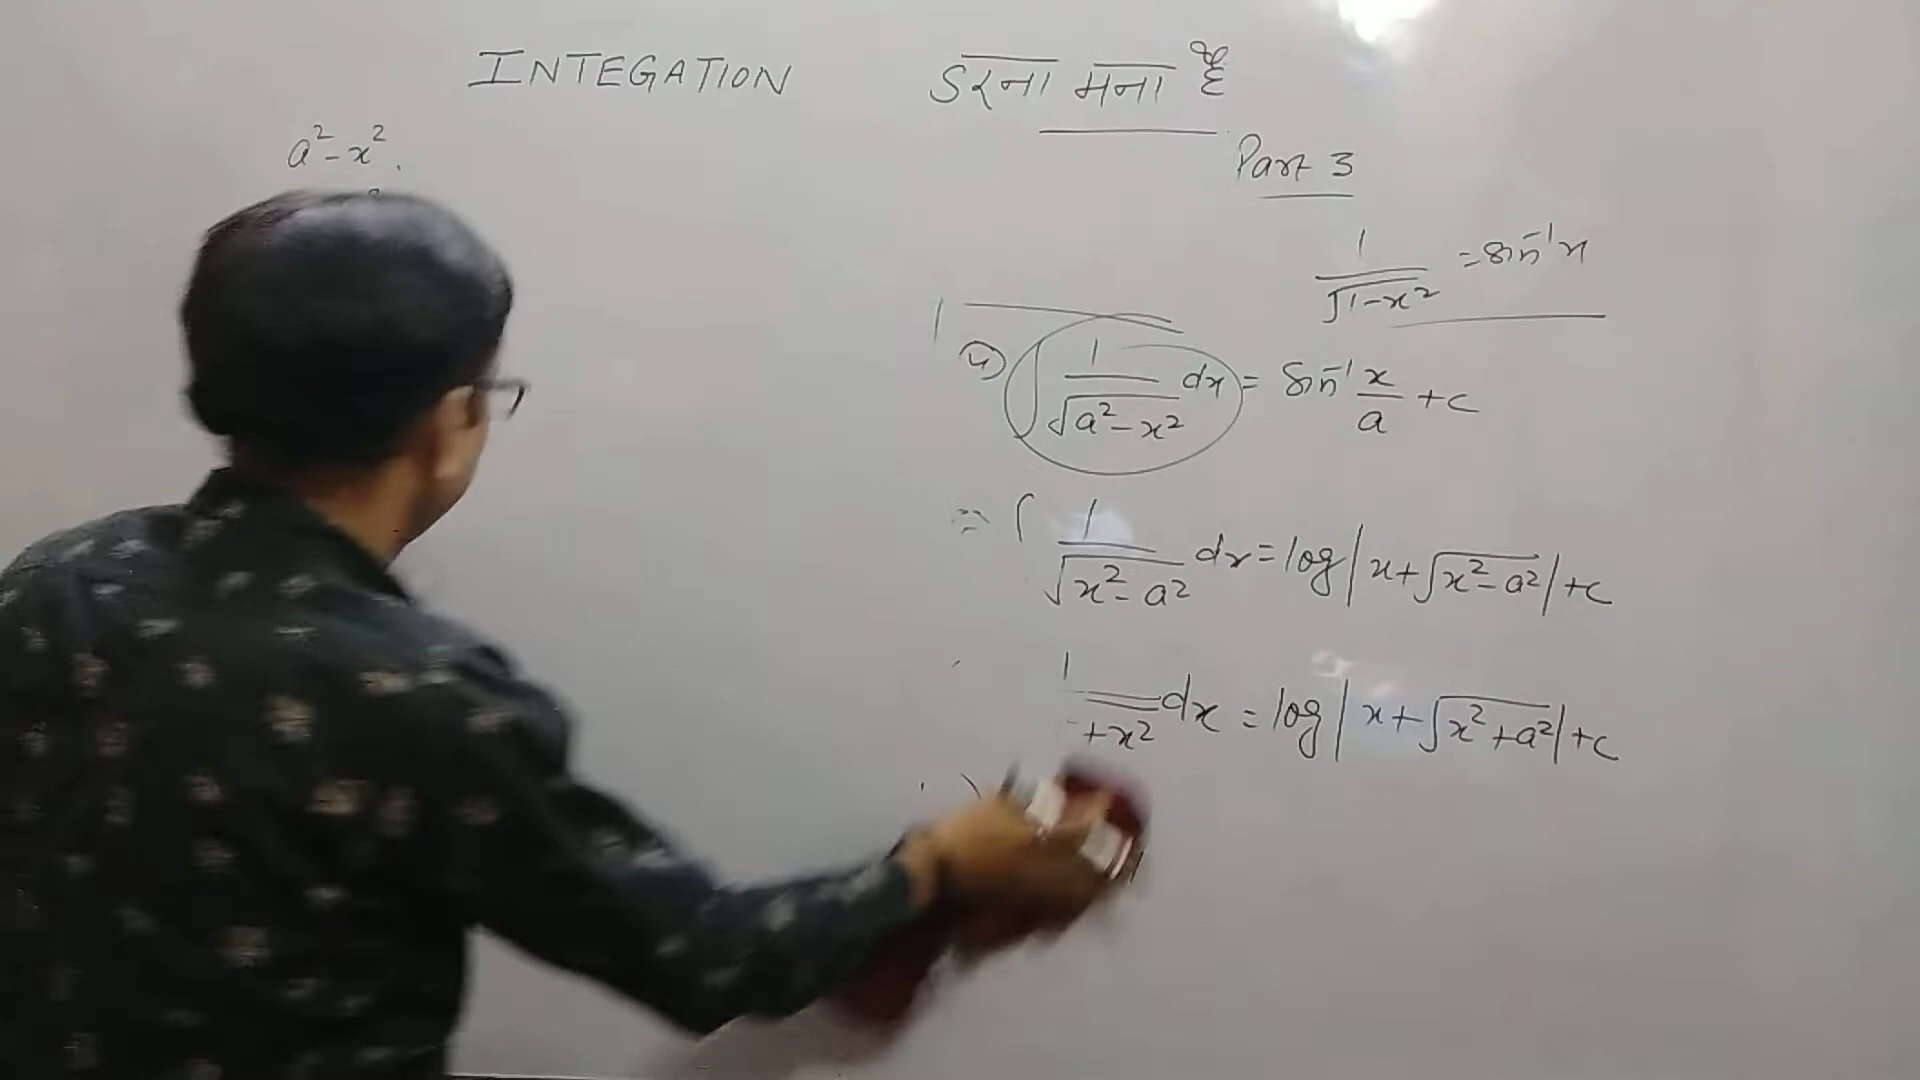 INTEGATION डरना मना है
Part 3
a² - x².
1/√(1-x²) = sin⁻¹x
(4) ∫ 1/√(a²-x²) dx = sin⁻¹ x/a + c
= ∫ 1/√(x²-a²) dx = log|x+√(x²-a²)|+c
1/ +x² dx = log|x+√(x²+a²)|+c